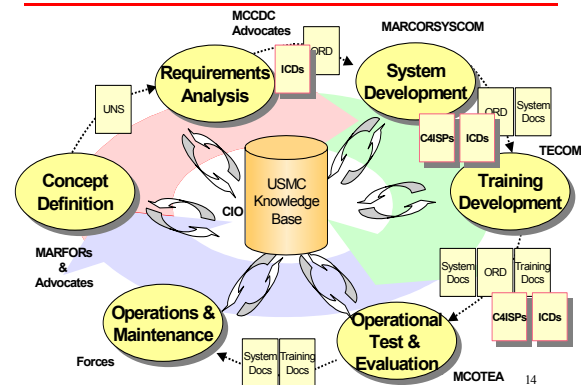 MCCDC
Advocates
MARCORSYSCOM
ORD
ICDs
Requirements
Analysis
System
Development
UNS
ORD
System
Docs
C4ISPs
ICDs
TECOM
Concept
Definition
CIO
USMC
Knowledge
Base
Training
Development
MARFORs
&
Advocates
System
Docs
ORD
Training
Docs
C4ISPs
ICDs
Operations &
Maintenance
Operational
Test &
Evaluation
Forces
System
Docs
Training
Docs
MCOTEA
14